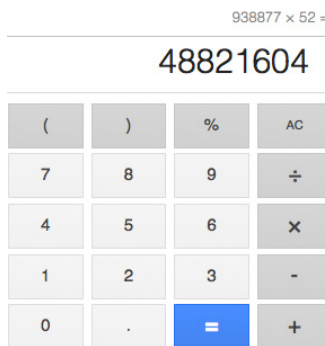 938877 × 52 =
48821604
( ) % AC
7 8 9 ÷
4 5 6 ×
1 2 3 -
0 . = +